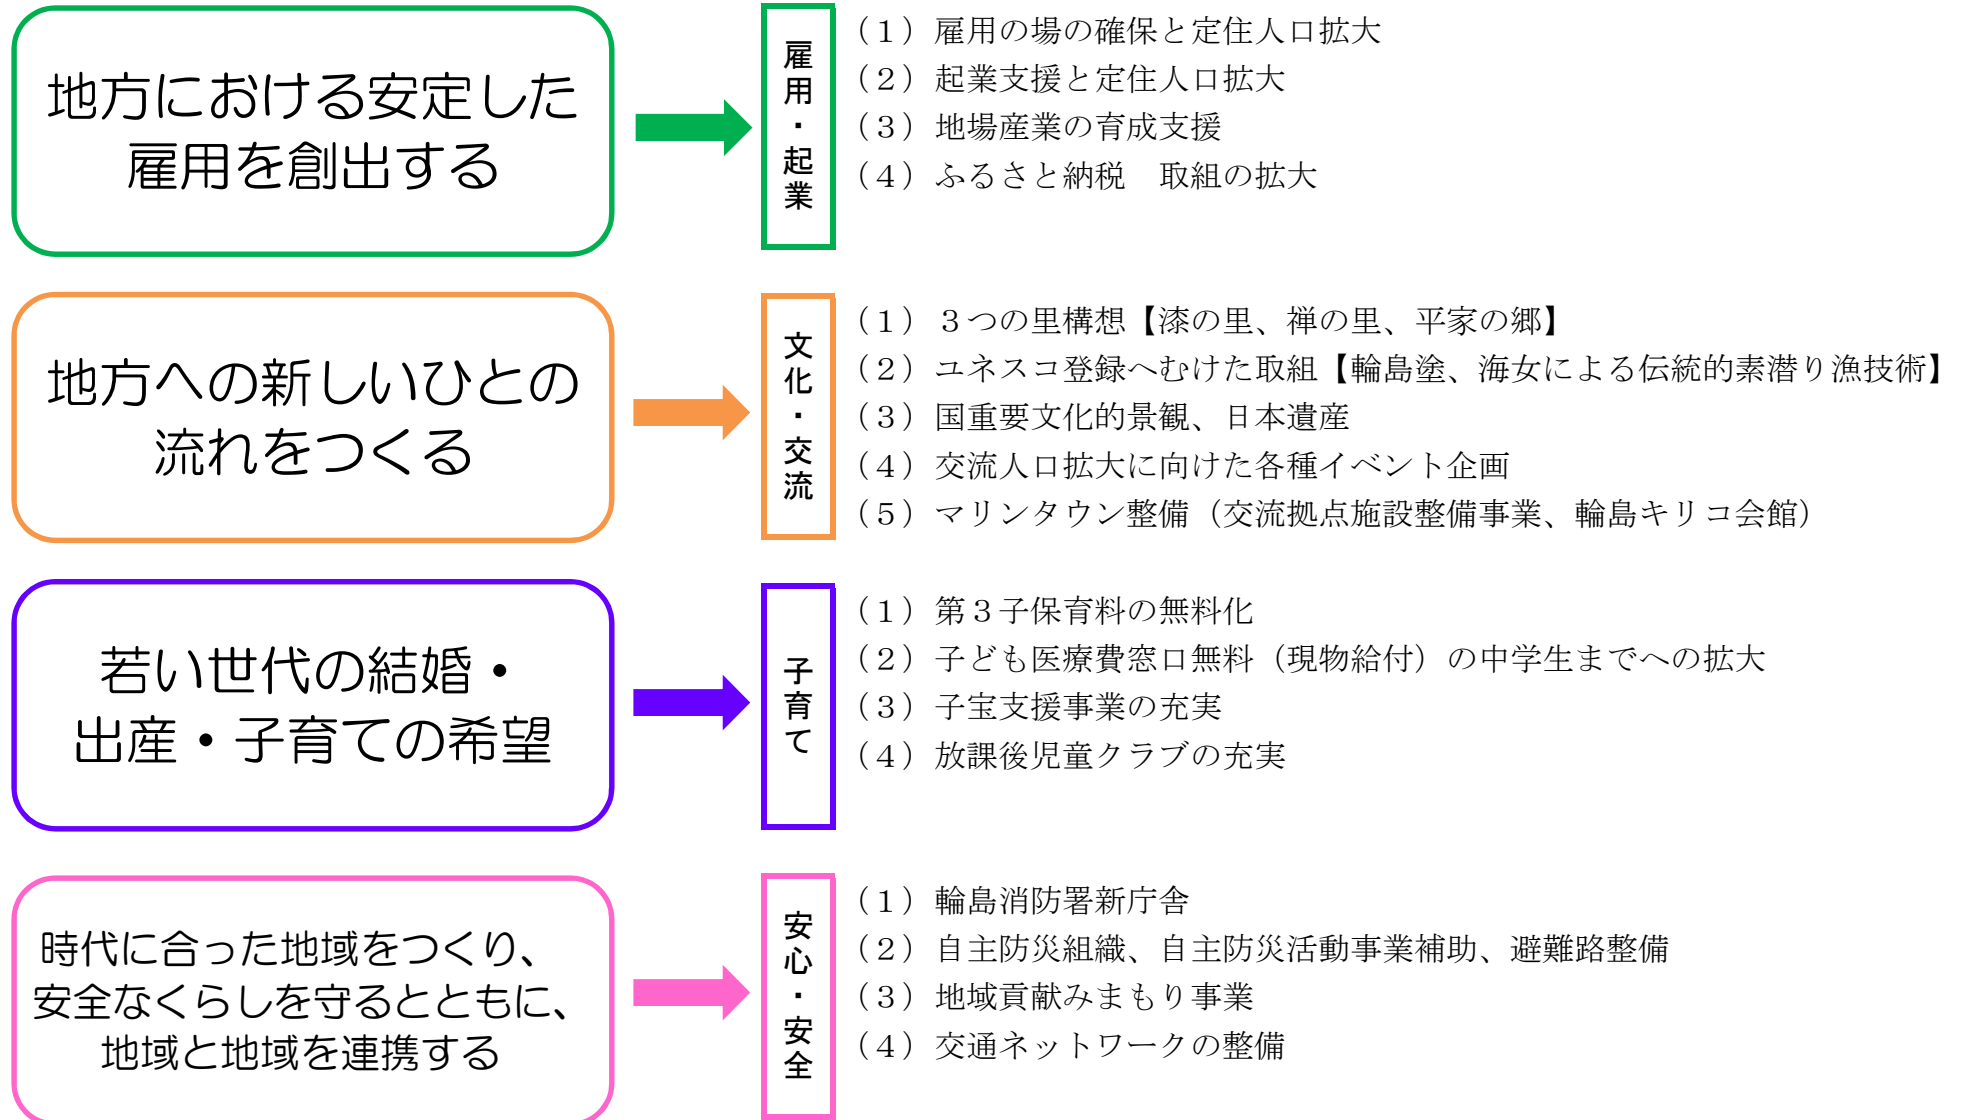 地方における安定した
雇用を創出する
雇用・起業
（１）雇用の場の確保と定住人口拡大
（２）起業支援と定住人口拡大
（３）地場産業の育成支援
（４）ふるさと納税　取組の拡大
地方への新しいひとの
流れをつくる
文化・交流
（１）３つの里構想【漆の里、禅の里、平家の郷】
（２）ユネスコ登録へむけた取組【輪島塗、海女による伝統的素潜り漁技術】
（３）国重要文化的景観、日本遺産
（４）交流人口拡大に向けた各種イベント企画
（５）マリンタウン整備（交流拠点施設整備事業、輪島キリコ会館）
若い世代の結婚・
出産・子育ての希望
子育て
（１）第３子保育料の無料化
（２）子ども医療費窓口無料（現物給付）の中学生までへの拡大
（３）子宝支援事業の充実
（４）放課後児童クラブの充実
時代に合った地域をつくり、
安全なくらしを守るとともに、
地域と地域を連携する
安心・安全
（１）輪島消防署新庁舎
（２）自主防災組織、自主防災活動事業補助、避難路整備
（３）地域貢献みまもり事業
（４）交通ネットワークの整備